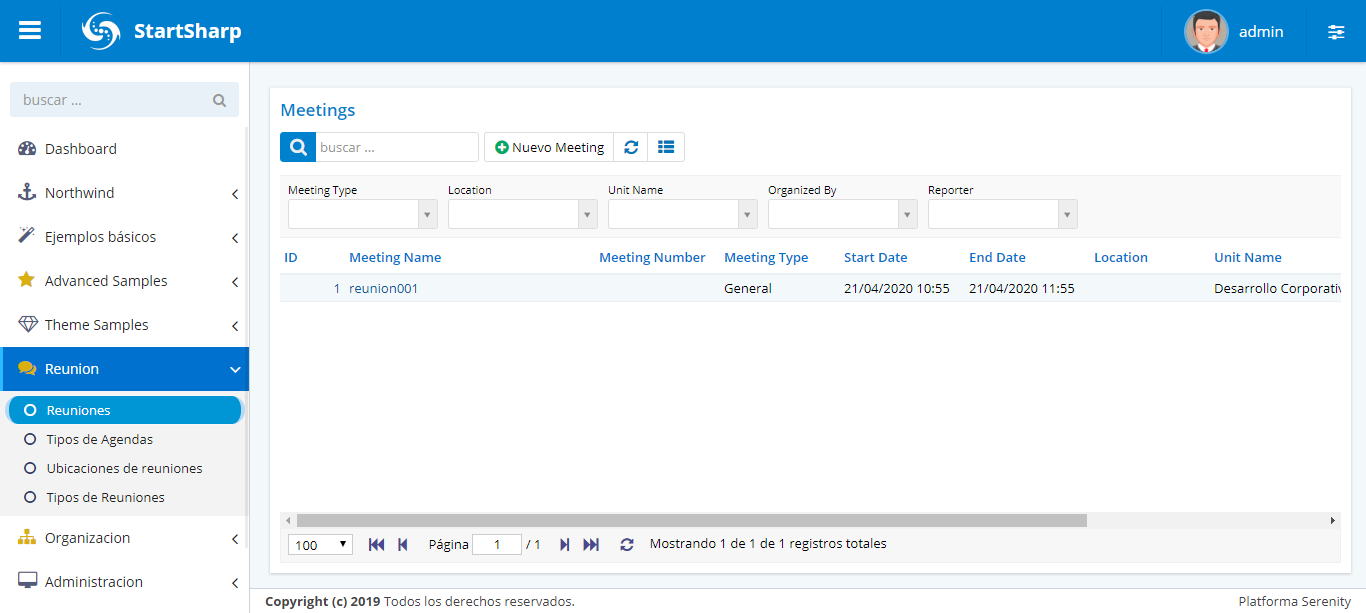 StartSharp
admin
buscar ...
Dashboard
Northwind
Ejemplos básicos
Advanced Samples
Theme Samples
Reunion
Reuniones
Tipos de Agendas
Ubicaciones de reuniones
Tipos de Reuniones
Organizacion
Administracion
Meetings
buscar ...
Nuevo Meeting
Meeting Type Location Unit Name Organized By Reporter
ID Meeting Name Meeting Number Meeting Type Start Date End Date Location Unit Name
1 reunion001 General 21/04/2020 10:55 21/04/2020 11:55 Desarrollo Corporativ
100 Página 1 / 1 Mostrando 1 de 1 de 1 registros totales
Copyright (c) 2019 Todos los derechos reservados. Platforma Serenity